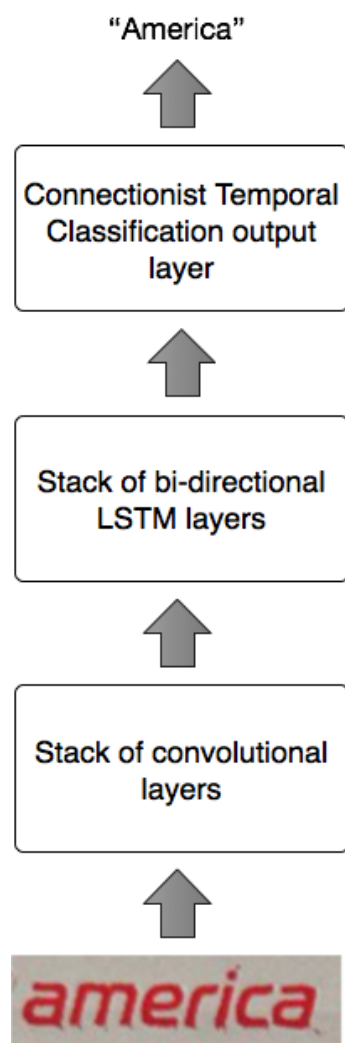 “America”
Connectionist Temporal
Classification output
layer
Stack of bi-directional
LSTM layers
Stack of convolutional
layers
america